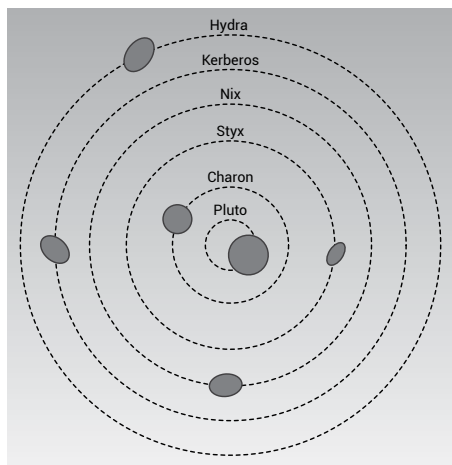 Hydra
Kerberos
Nix
Styx
Charon
Pluto